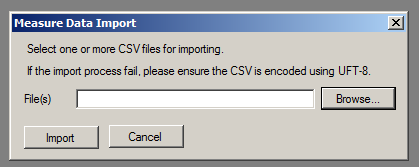 Measure Data Import
Select one or more CSV files for importing.
If the import process fail, please ensure the CSV is encoded using UFT-8.
File(s)
Browse...
Import
Cancel